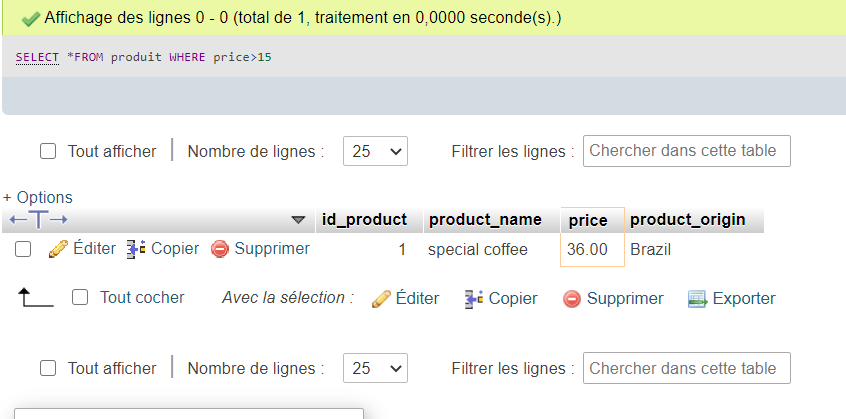 Affichage des lignes 0 - 0 (total de 1, traitement en 0,0000 seconde(s).)
SELECT *FROM produit WHERE price>15
Tout afficher Nombre de lignes : 25 Filtrer les lignes : Chercher dans cette table
+ Options
id_product product_name price product_origin
Éditer Copier Supprimer 1 special coffee 36.00 Brazil
Tout cocher Avec la sélection : Éditer Copier Supprimer Exporter
Tout afficher Nombre de lignes : 25 Filtrer les lignes : Chercher dans cette table